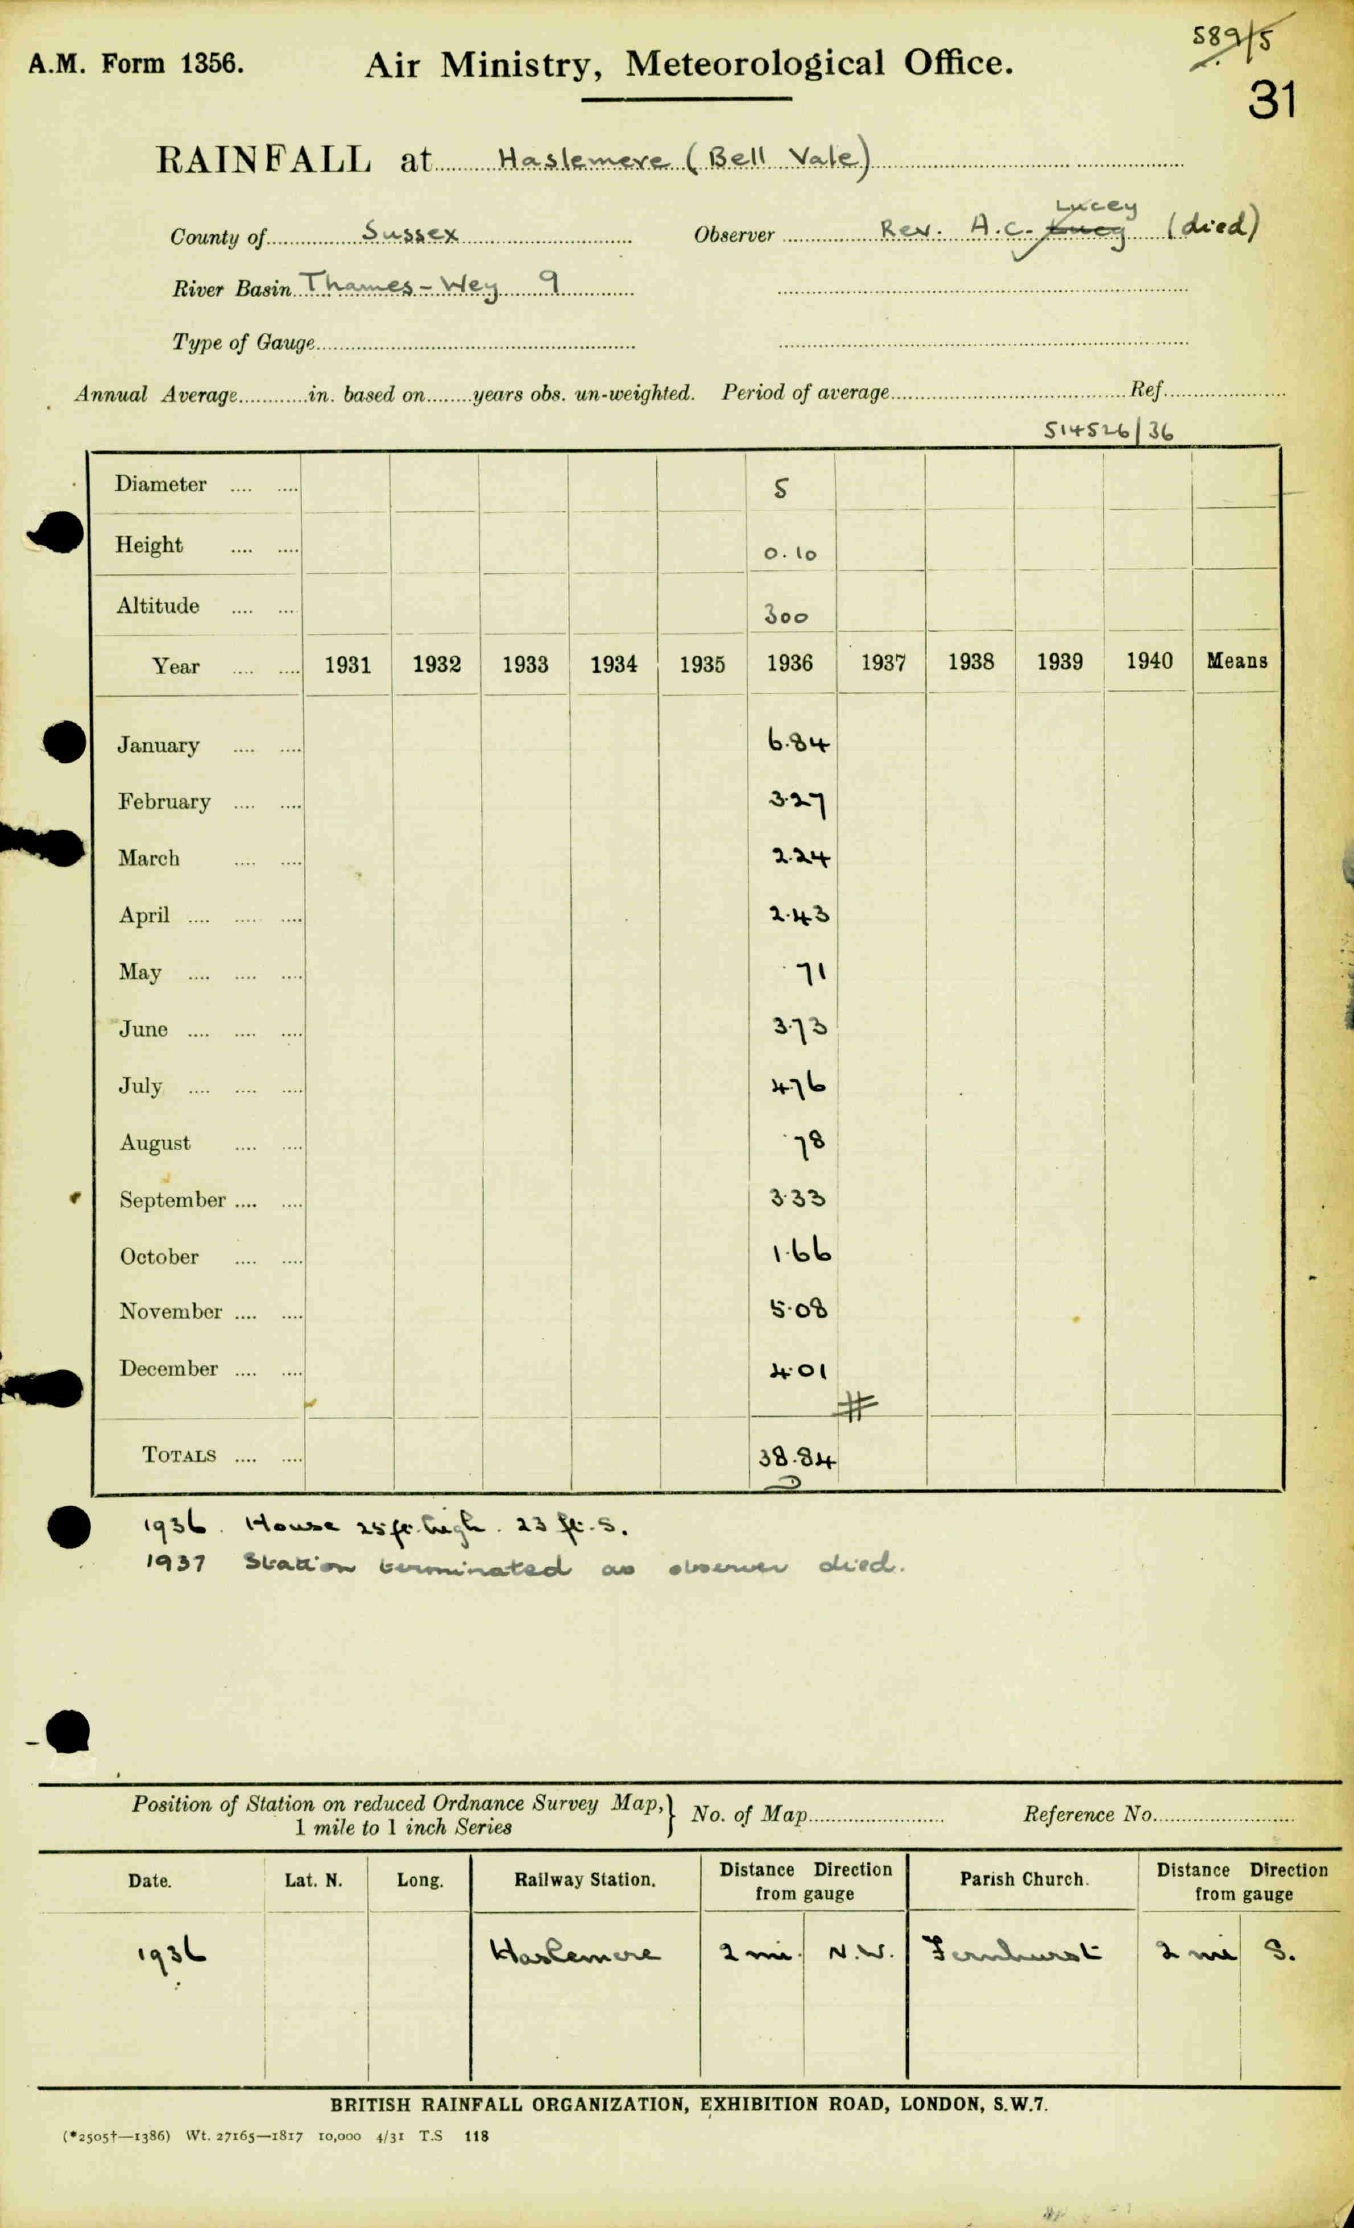 589/5
A.M. Form 1356. Air Ministry, Meteorological Office.
31
RAINFALL at Haslemere (Bell Vale)
Lucey
County of Sussex Observer Rev. A.C. Lucy (died)
River Basin Thames-Wey 9
Type of Gauge
Annual Average in. based on years obs. un-weighted. Period of average Ref.
514526/36
Diameter 5
Height 0.10
Altitude 300
Year 1931 1932 1933 1934 1935 1936 1937 1938 1939 1940 Means
January 6.84
February 3.27
March 2.24
April 2.43
May .71
June 3.73
July 4.76
August .78
September 3.33
October 1.66
November 5.08
December 4.01
#
TOTALS 38.84
1936. House 25 ft. high. 23 ft. S.
1937 Station terminated as observer died.
Position of Station on reduced Ordnance Survey Map, } No. of Map Reference No.
1 mile to 1 inch Series
Date. Lat. N. Long. Railway Station. Distance Direction from gauge Parish Church. Distance Direction from gauge
1936 Haslemere 2 mi. N.W. Fernhurst 2 mi S.
BRITISH RAINFALL ORGANIZATION, EXHIBITION ROAD, LONDON, S.W.7.
(*2505†—1386) Wt. 27165—1817 10,000 4/31 T.S 118